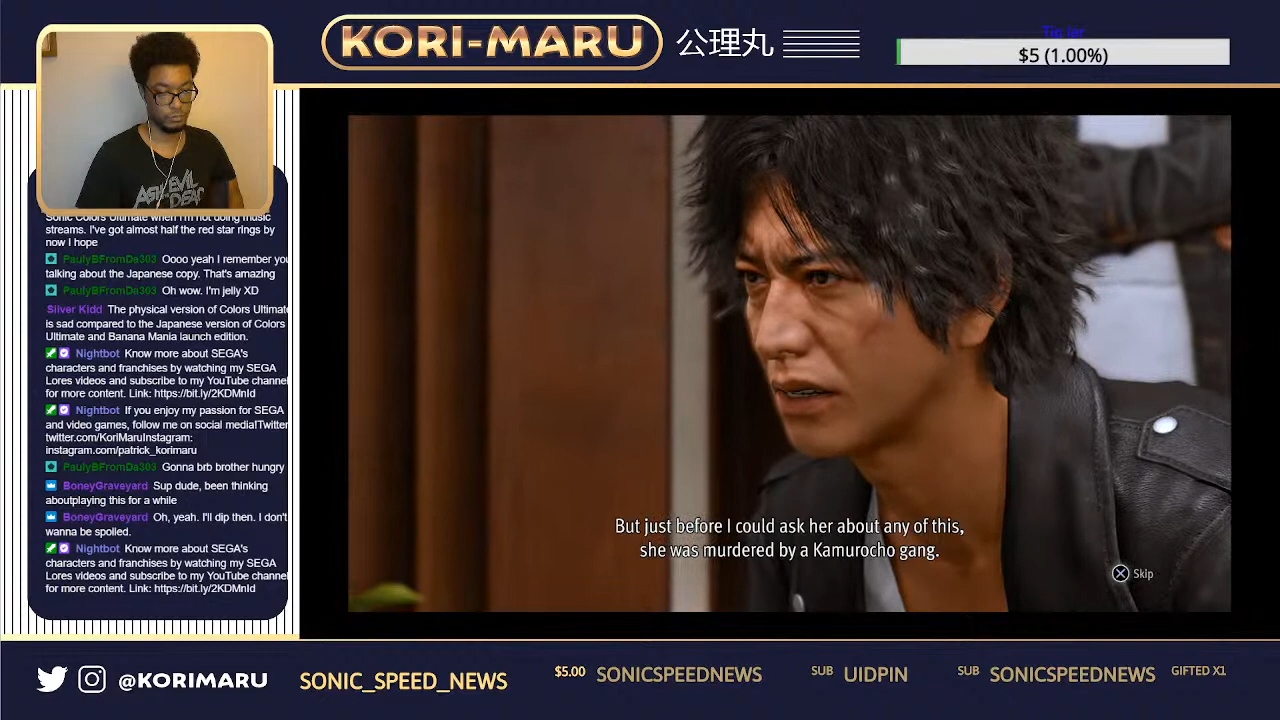 KORI-MARU 公理丸
Tip Jar
$5 (1.00%)
ASH EVIL
DEAD
Sonic Colors Ultimate when I'm not doing music
streams. I've got almost half the red star rings by
now I hope
PaulyBFromDa303 Oooo yeah I remember you
talking about the Japanese copy. That's amazing
PaulyBFromDa303 Oh wow. I'm jelly XD
Silver Kidd The physical version of Colors Ultimate
is sad compared to the Japanese version of Colors
Ultimate and Banana Mania launch edition.
Nightbot Know more about SEGA's
characters and franchises by watching my SEGA
Lores videos and subscribe to my YouTube channel
for more content. Link: https://bit.ly/2KDMnId
Nightbot If you enjoy my passion for SEGA
and video games, follow me on social media!Twitter:
twitter.com/KoriMaruInstagram:
instagram.com/patrick_korimaru
PaulyBFromDa303 Gonna brb brother hungry
BoneyGraveyard Sup dude, been thinking
aboutplaying this for a while
BoneyGraveyard Oh, yeah. I'll dip then. I don't
wanna be spoiled.
Nightbot Know more about SEGA's
characters and franchises by watching my SEGA
Lores videos and subscribe to my YouTube channel
for more content. Link: https://bit.ly/2KDMnId
But just before I could ask her about any of this,
she was murdered by a Kamurocho gang.
Skip
@KORIMARU
SONIC_SPEED_NEWS
$5.00 SONICSPEEDNEWS
SUB UIDPIN
SUB SONICSPEEDNEWS GIFTED X1